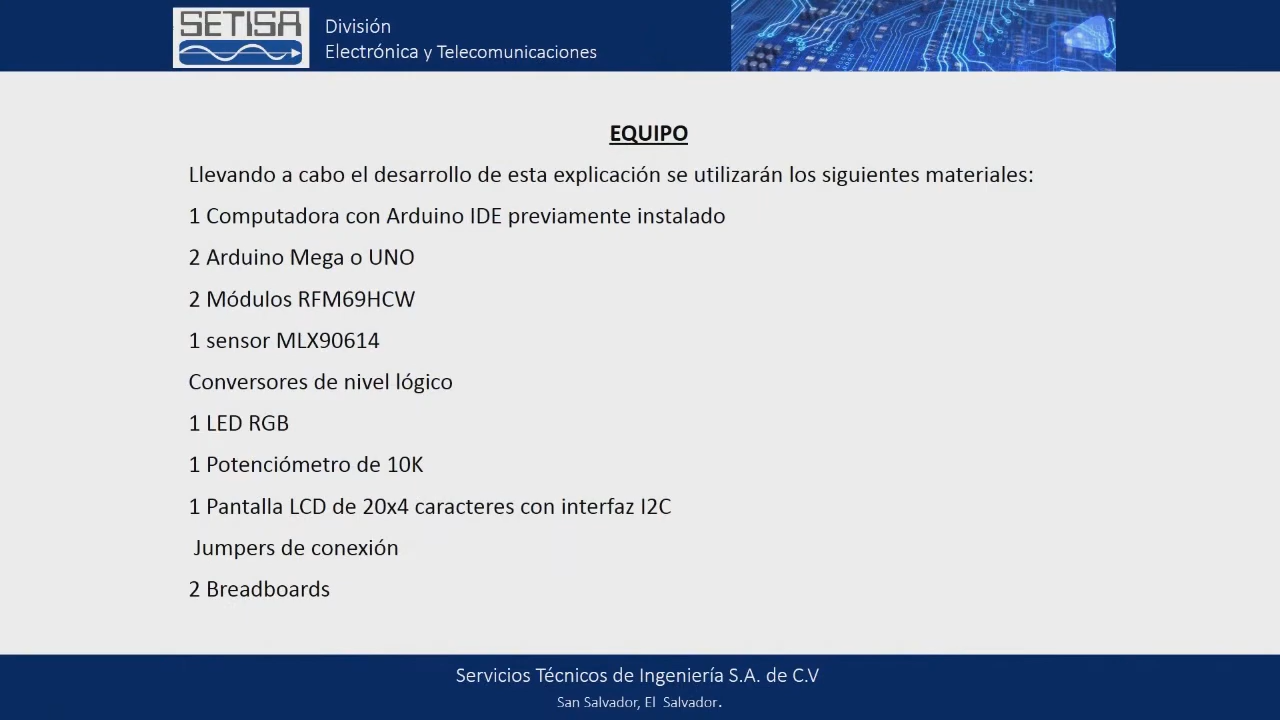 SETISA
División
Electrónica y Telecomunicaciones
EQUIPO
Llevando a cabo el desarrollo de esta explicación se utilizarán los siguientes materiales:
1 Computadora con Arduino IDE previamente instalado
2 Arduino Mega o UNO
2 Módulos RFM69HCW
1 sensor MLX90614
Conversores de nivel lógico
1 LED RGB
1 Potenciómetro de 10K
1 Pantalla LCD de 20x4 caracteres con interfaz I2C
Jumpers de conexión
2 Breadboards
Servicios Técnicos de Ingeniería S.A. de C.V
San Salvador, El Salvador.